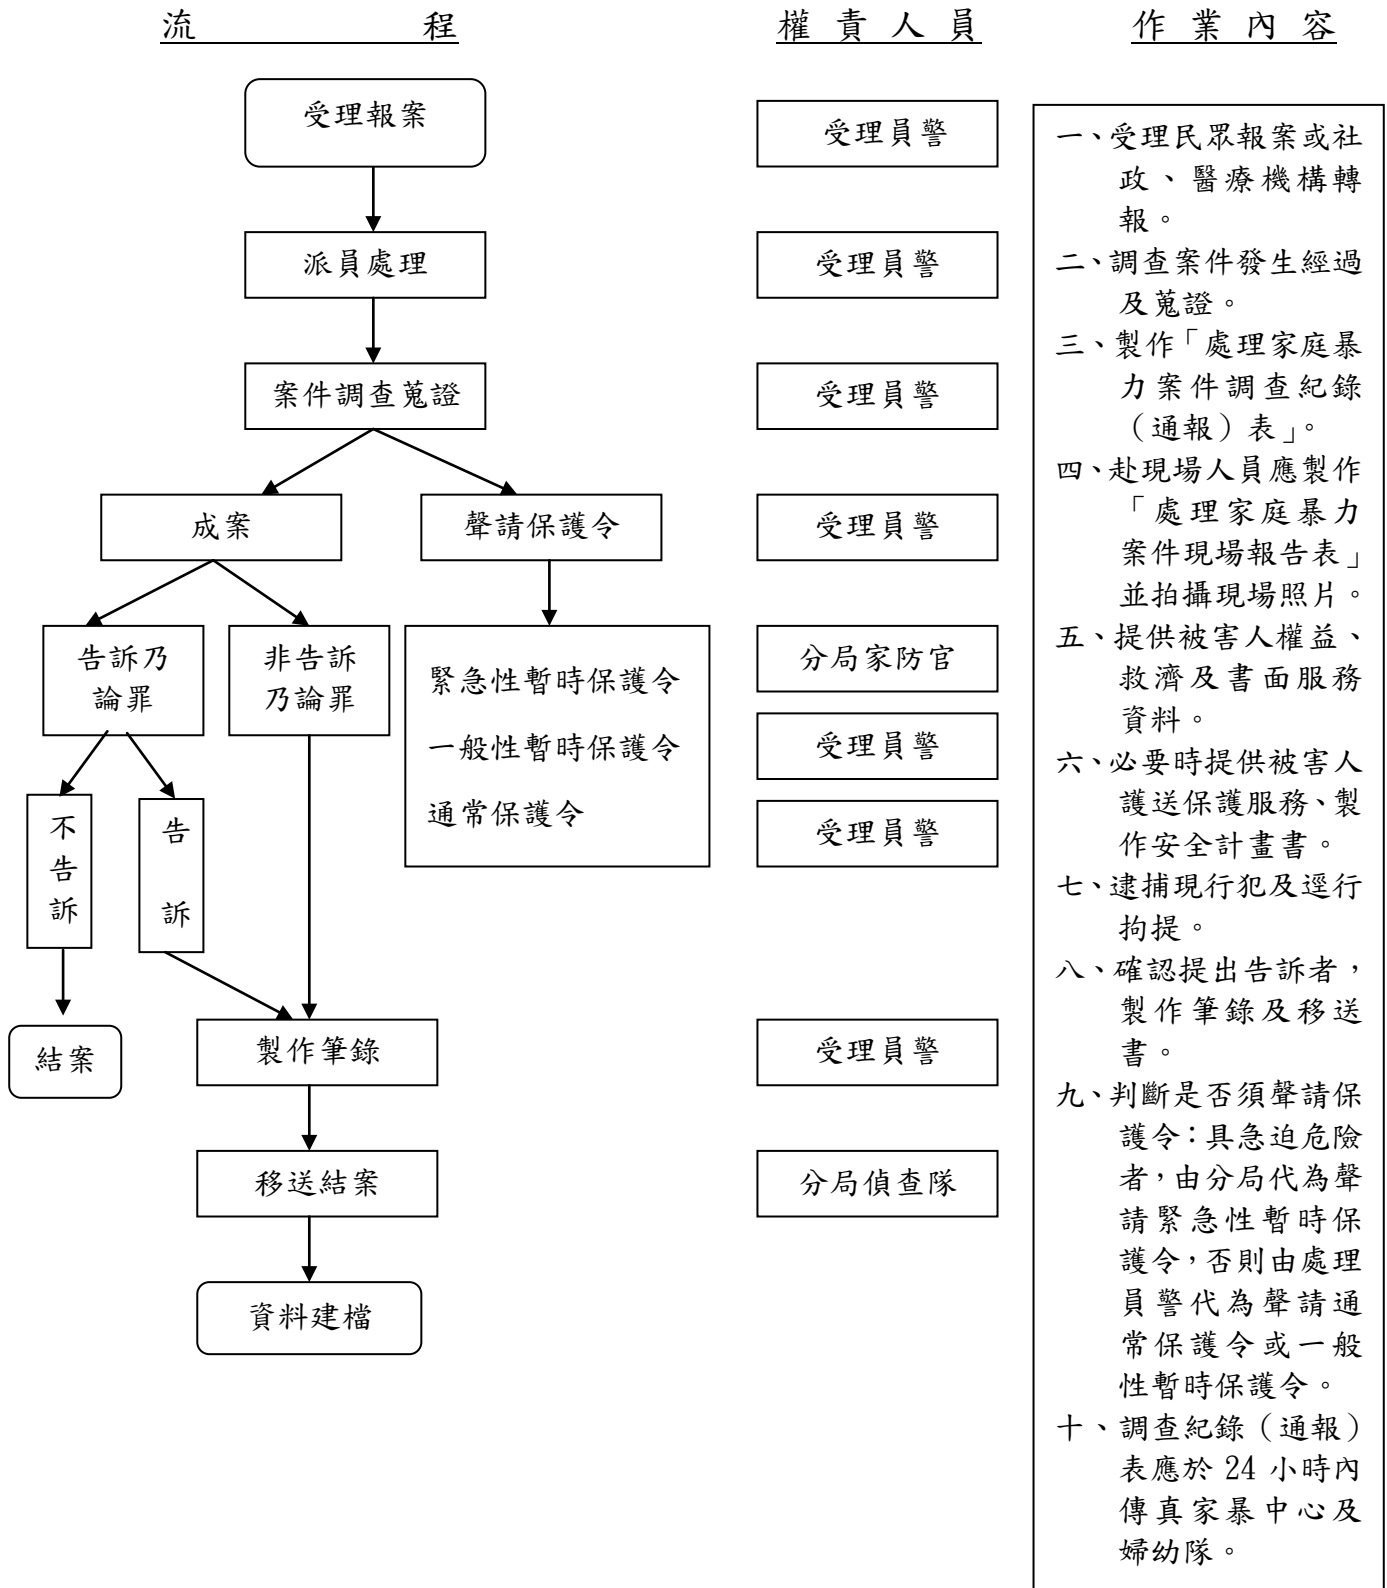 流程
權責人員
作業內容
受理報案
派員處理
案件調查蒐證
成案
聲請保護令
告訴乃
論罪
非告訴
乃論罪
緊急性暫時保護令
一般性暫時保護令
通常保護令
不告訴
告訴
結案
製作筆錄
移送結案
資料建檔
受理員警
受理員警
受理員警
受理員警
分局家防官
受理員警
受理員警
受理員警
分局偵查隊
一、受理民眾報案或社
政、醫療機構轉
報。
二、調查案件發生經過
及蒐證。
三、製作「處理家庭暴
力案件調查紀錄
（通報）表」。
四、赴現場人員應製作
「處理家庭暴力
案件現場報告表」
並拍攝現場照片。
五、提供被害人權益、
救濟及書面服務
資料。
六、必要時提供被害人
護送保護服務、製
作安全計畫書。
七、逮捕現行犯及逕行
拘提。
八、確認提出告訴者，
製作筆錄及移送
書。
九、判斷是否須聲請保
護令：具急迫危險
者，由分局代為聲
請緊急性暫時保
護令，否則由處理
員警代為聲請通
常保護令或一般
性暫時保護令。
十、調查紀錄（通報）
表應於 24 小時內
傳真家暴中心及
婦幼隊。